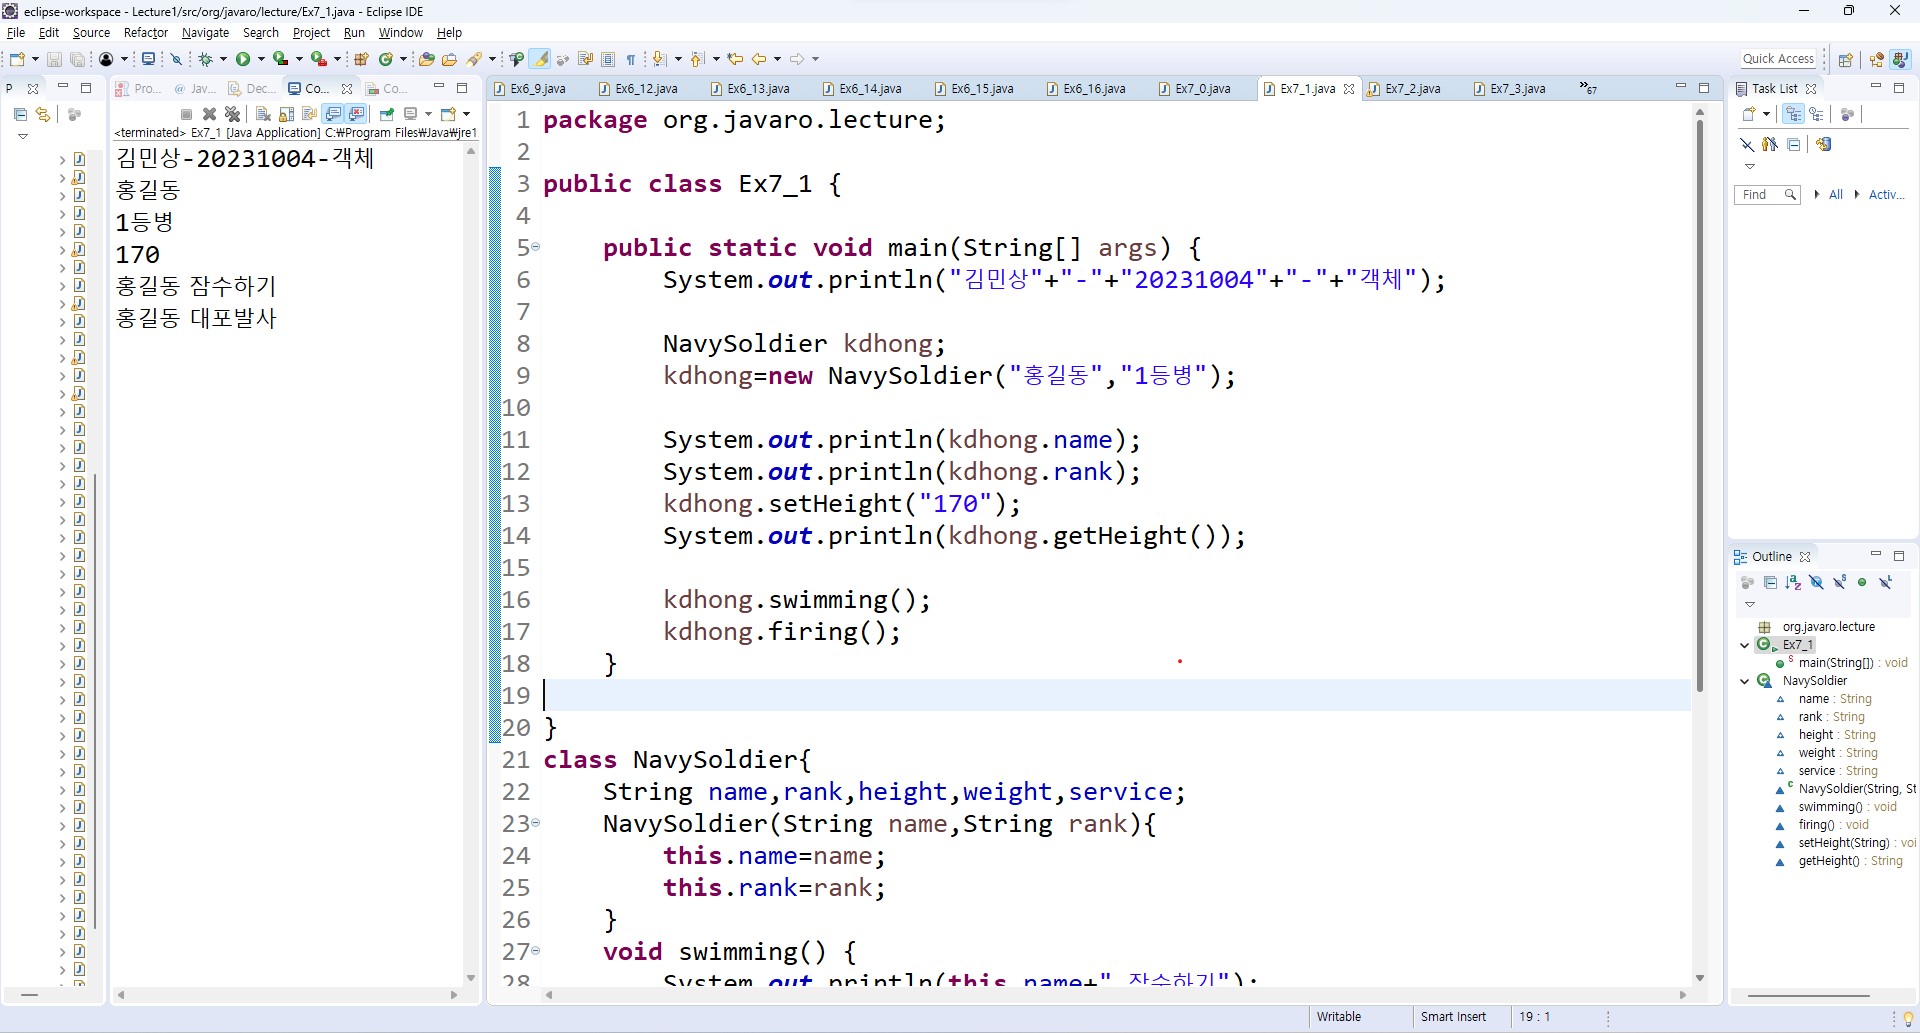 eclipse-workspace - Lecture1/src/org/javaro/lecture/Ex7_1.java - Eclipse IDE
File Edit Source Refactor Navigate Search Project Run Window Help
Quick Access
P
Pro...
Jav...
Dec...
Co...
Co...
<terminated> Ex7_1 [Java Application] C:₩Program Files₩Java₩jre1
김민상-20231004-객체
홍길동
1등병
170
홍길동 잠수하기
홍길동 대포발사
Ex6_9.java Ex6_12.java Ex6_13.java Ex6_14.java Ex6_15.java Ex6_16.java Ex7_0.java Ex7_1.java Ex7_2.java Ex7_3.java »67
1 package org.javaro.lecture;
2
3 public class Ex7_1 {
4
5     public static void main(String[] args) {
6         System.out.println("김민상"+"-"+"20231004"+"-"+"객체");
7
8         NavySoldier kdhong;
9         kdhong=new NavySoldier("홍길동","1등병");
10
11         System.out.println(kdhong.name);
12         System.out.println(kdhong.rank);
13         kdhong.setHeight("170");
14         System.out.println(kdhong.getHeight());
15
16         kdhong.swimming();
17         kdhong.firing();
18     }
19
20 }
21 class NavySoldier{
22     String name,rank,height,weight,service;
23     NavySoldier(String name,String rank){
24         this.name=name;
25         this.rank=rank;
26     }
27     void swimming() {
28         System.out.println(this.name+" 잠수하기");
Task List
Find All Activ...
Outline
org.javaro.lecture
Ex7_1
main(String[]) : void
NavySoldier
name : String
rank : String
height : String
weight : String
service : String
NavySoldier(String, St
swimming() : void
firing() : void
setHeight(String) : voi
getHeight() : String
Writable Smart Insert 19 : 1